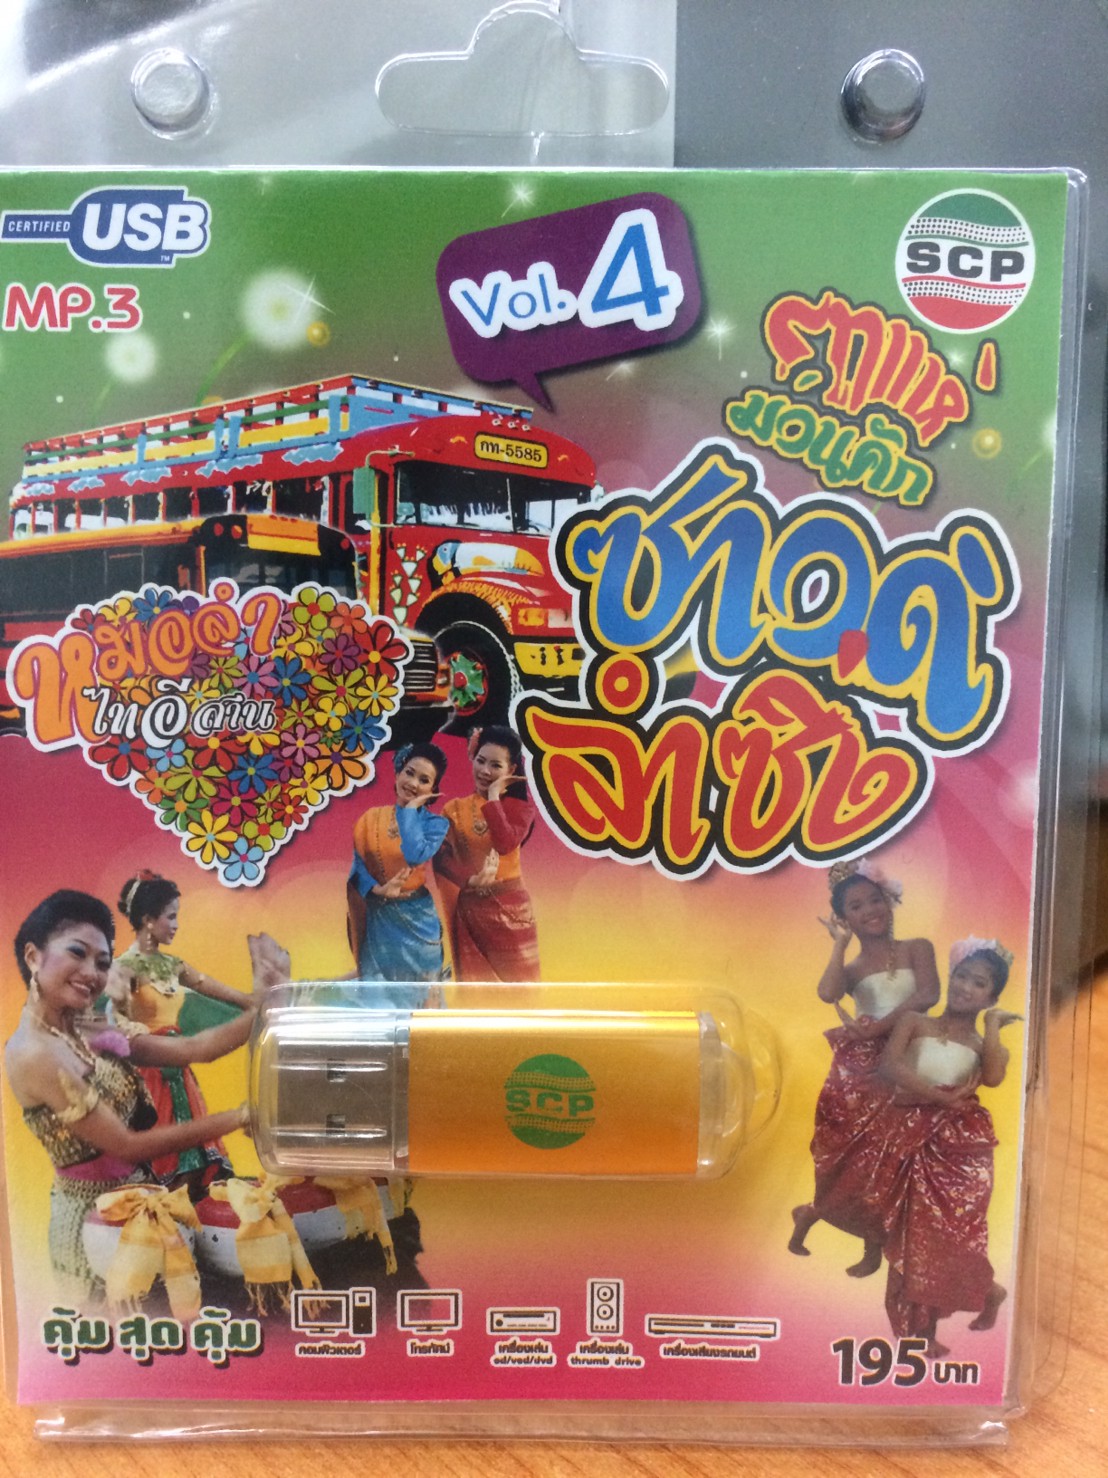 CERTIFIED USB TM
MP.3
Vol.4
SCP
รถแห่
ม่วนคัก
กท-5585
ซาวด์
ลำซิ่ง
หมอลำ
ไทอีสาน
SCP
คุ้ม สุด คุ้ม
คอมพิวเตอร์
โทรทัศน์
เครื่องเล่น
cd/vcd/dvd
เครื่องเล่น
thrumb drive
เครื่องเสียงรถยนต์
195 บาท